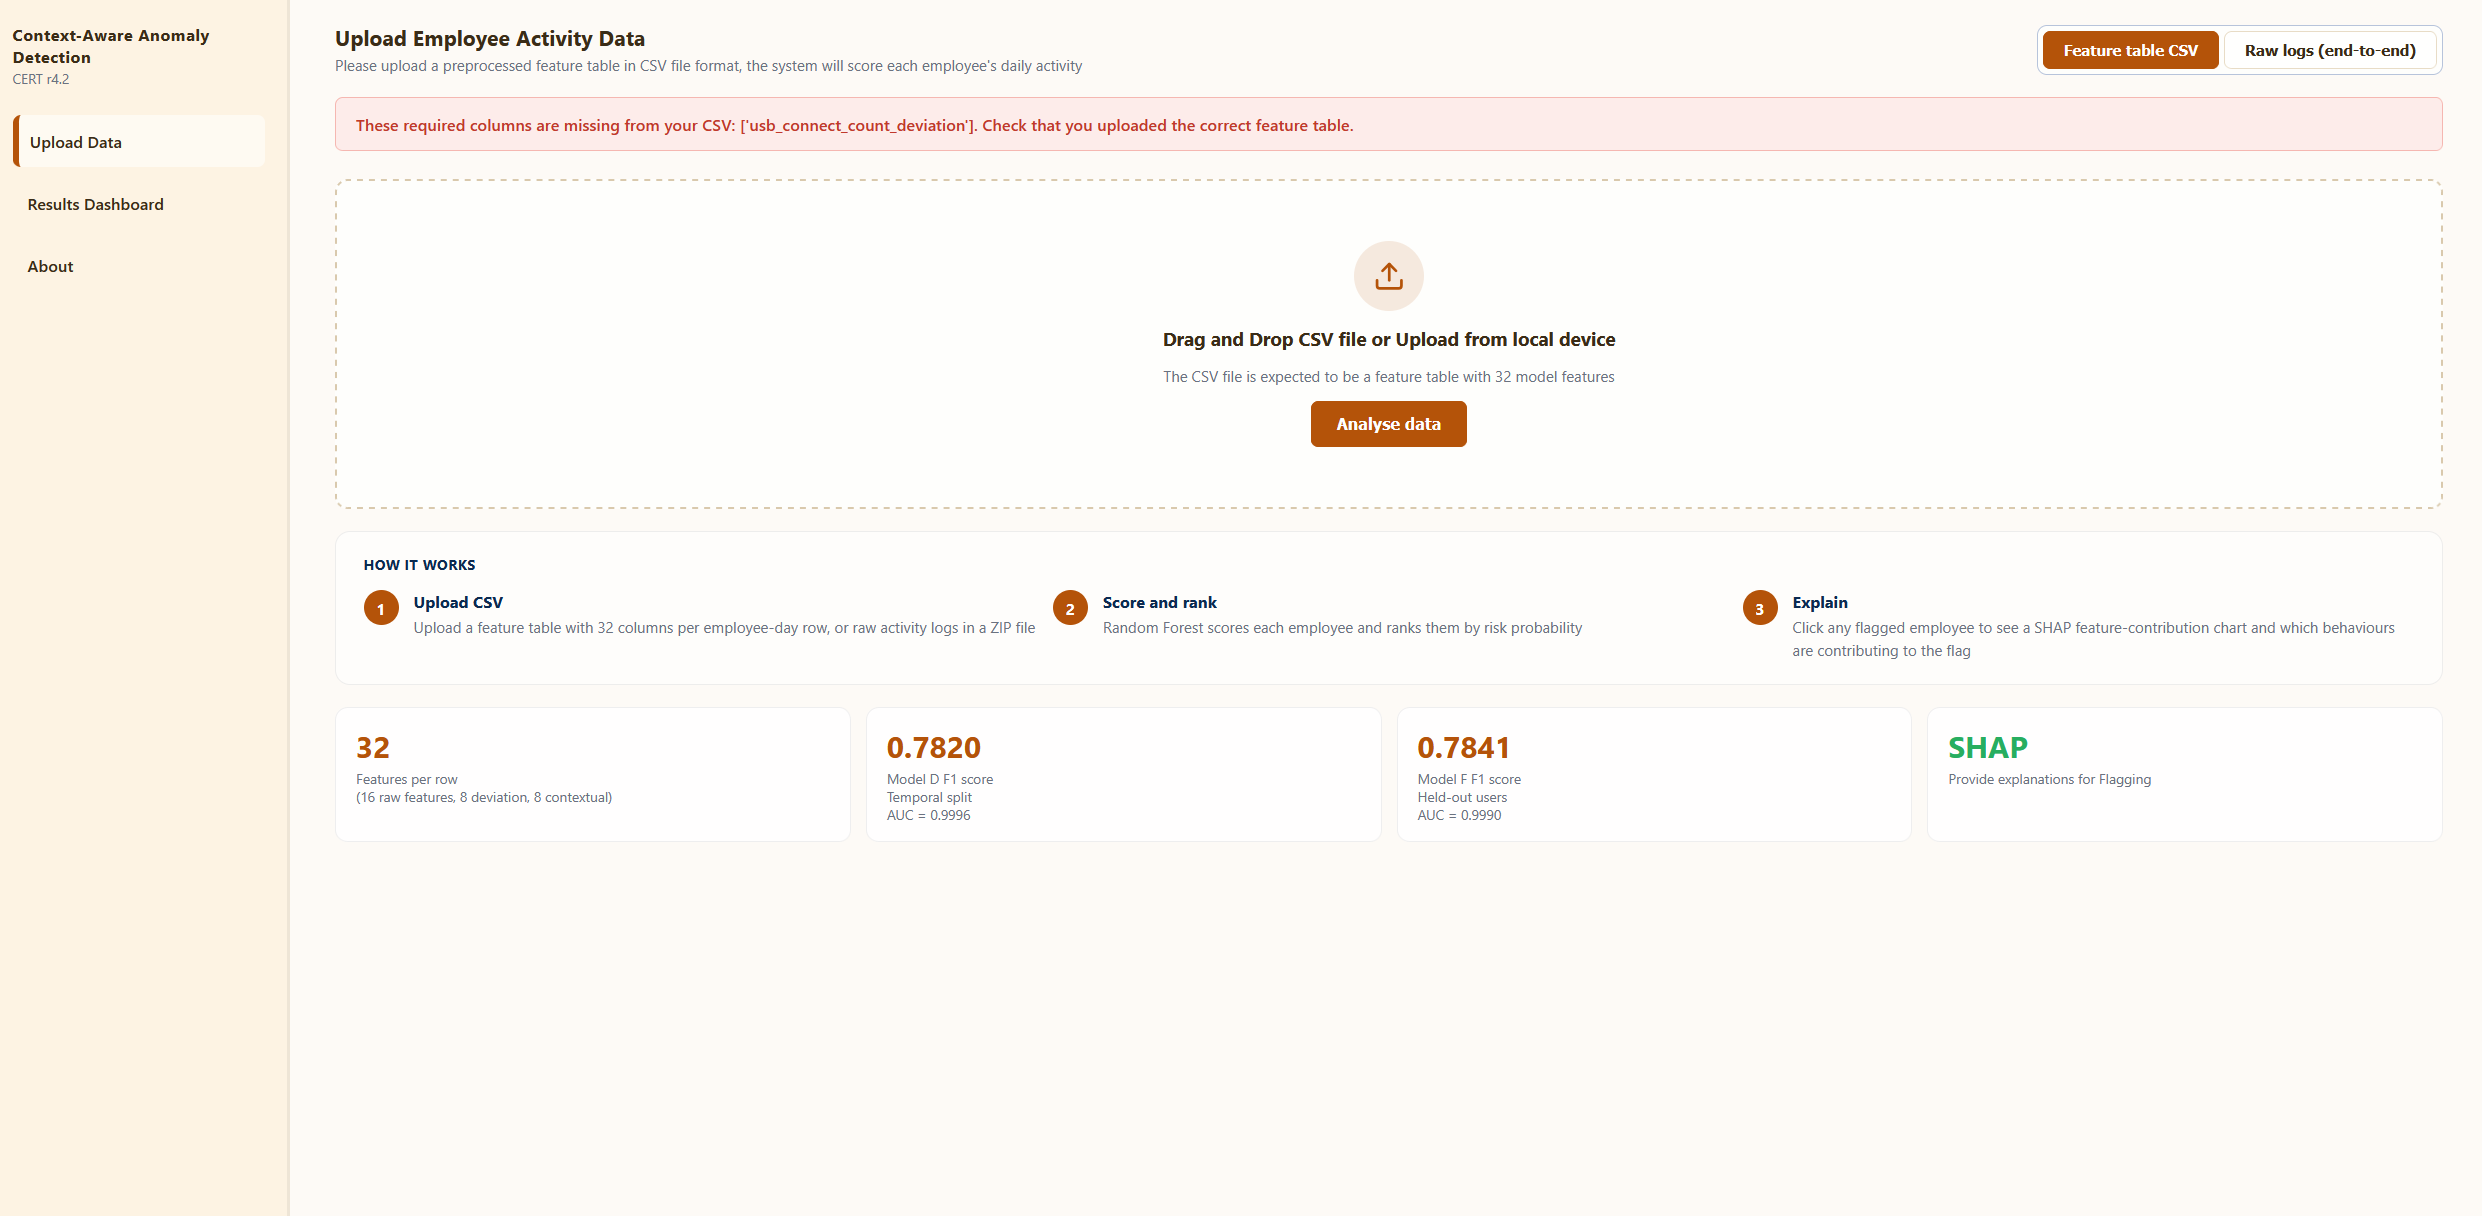 Context-Aware Anomaly
Detection
CERT r4.2
Upload Data
Results Dashboard
About
Upload Employee Activity Data
Please upload a preprocessed feature table in CSV file format, the system will score each employee's daily activity
Feature table CSV
Raw logs (end-to-end)
These required columns are missing from your CSV: ['usb_connect_count_deviation']. Check that you uploaded the correct feature table.
Drag and Drop CSV file or Upload from local device
The CSV file is expected to be a feature table with 32 model features
Analyse data
HOW IT WORKS
1
Upload CSV
Upload a feature table with 32 columns per employee-day row, or raw activity logs in a ZIP file
2
Score and rank
Random Forest scores each employee and ranks them by risk probability
3
Explain
Click any flagged employee to see a SHAP feature-contribution chart and which behaviours
are contributing to the flag
32
Features per row
(16 raw features, 8 deviation, 8 contextual)
0.7820
Model D F1 score
Temporal split
AUC = 0.9996
0.7841
Model F F1 score
Held-out users
AUC = 0.9990
SHAP
Provide explanations for Flagging